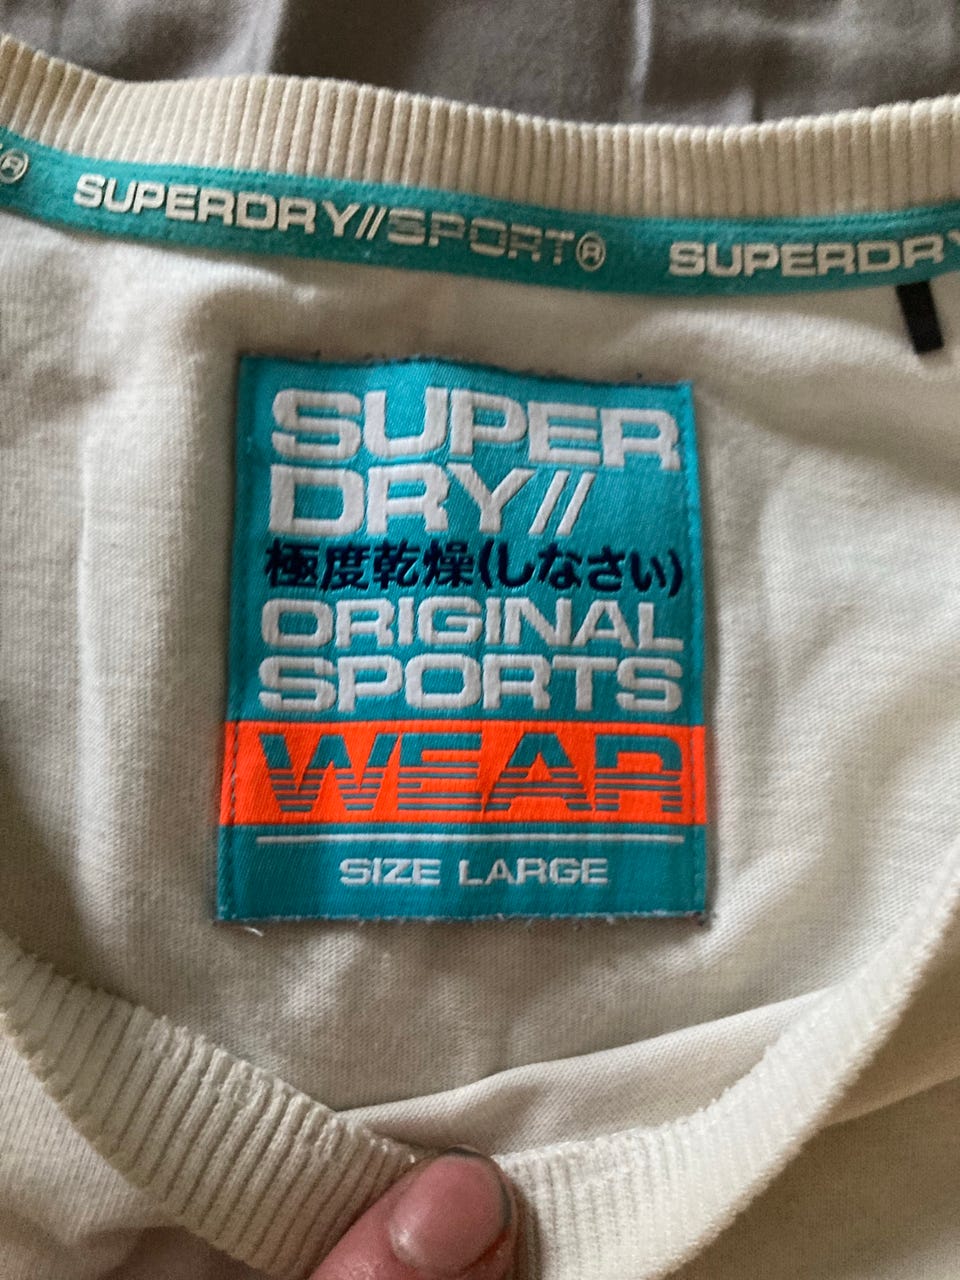 ® SUPERDRY//SPORT® SUPERDRY
SUPER
DRY//
極度乾燥(しなさい)
ORIGINAL
SPORTS
WEAR
SIZE LARGE